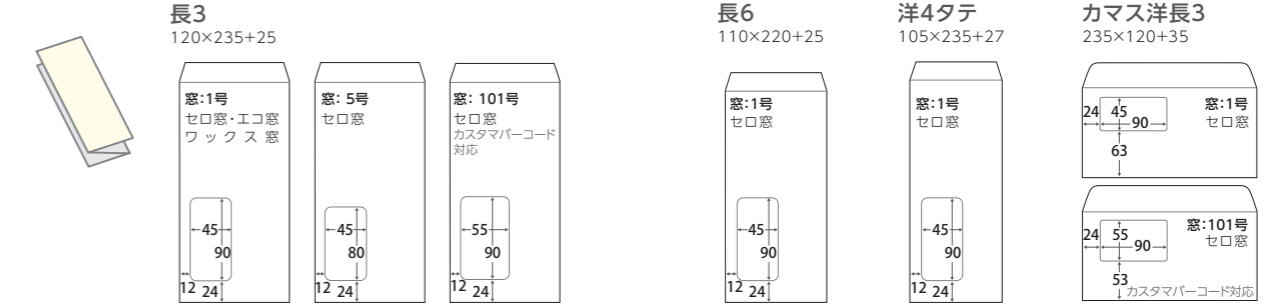 長3
120×235+25
窓:1号
セロ窓・エコ窓
ワックス窓
45
90
12
24
窓: 5号
セロ窓
45
80
12
24
窓: 101号
セロ窓
カスタマバーコード
対応
55
90
12
24
長6
110×220+25
窓:1号
セロ窓
45
90
12
24
洋4タテ
105×235+27
窓:1号
セロ窓
45
90
12
24
カマス洋長3
235×120+35
窓:1号
セロ窓
24
45
90
63
窓:101号
セロ窓
24
55
90
53
カスタマバーコード対応